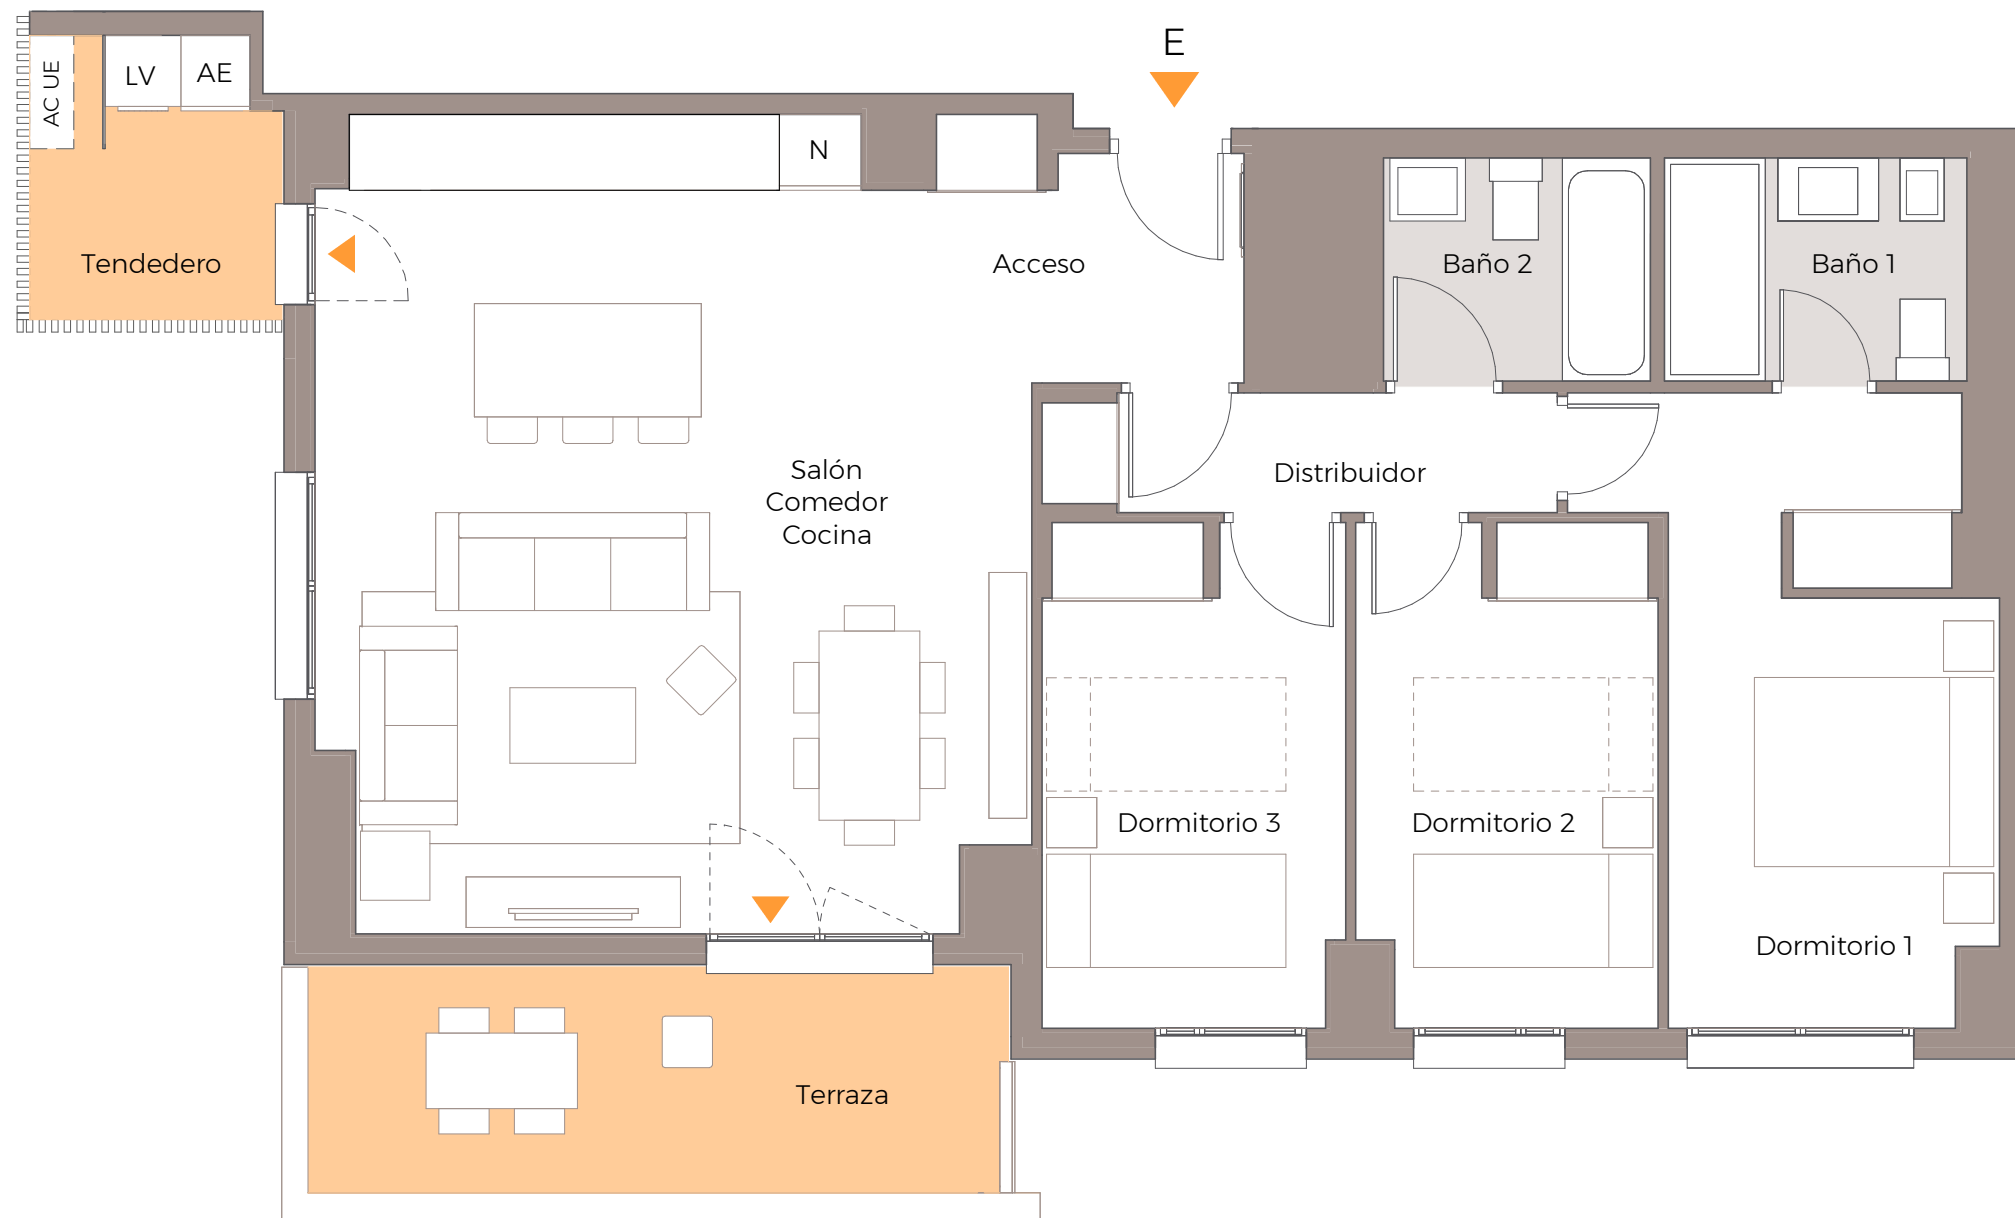 E
AC UE
LV
AE
N
Tendedero
Acceso
Baño 2
Baño 1
Salón
Comedor
Cocina
Distribuidor
Dormitorio 3
Dormitorio 2
Dormitorio 1
Terraza